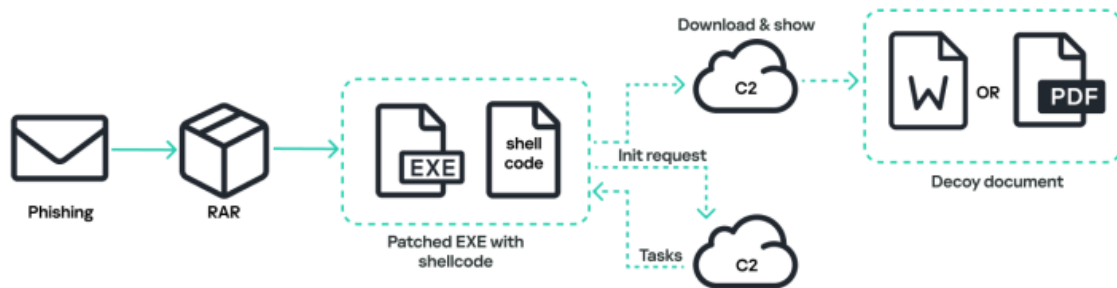 Download & show
C2
W
OR
PDF
Decoy document
Phishing
RAR
EXE
shell
code
Patched EXE with
shellcode
Init request
Tasks
C2